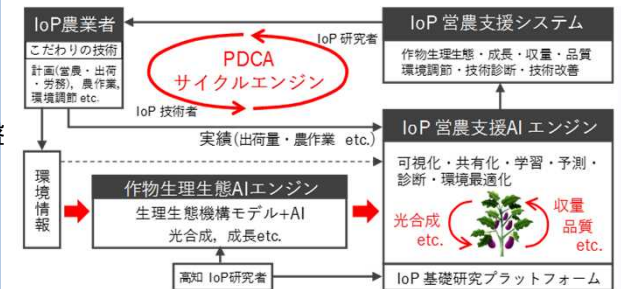 IoP農業者
こだわりの技術
計画(営農・出荷
・労務), 農作業,
環境調節 etc.
IoP 研究者
PDCA
サイクルエンジン
IoP 技術者
実績(出荷量・農作業 etc.)
IoP 営農支援システム
作物生理生態・成長・収量・品質
環境調節・技術診断・技術改善
IoP 営農支援AI エンジン
可視化・共有化・学習・予測・
診断・環境最適化
光合成
etc.
収量
品質
etc.
IoP 基礎研究プラットフォーム
環境情報
作物生理生態AIエンジン
生理生態機構モデル+AI
光合成, 成長etc.
高知 IoP研究者